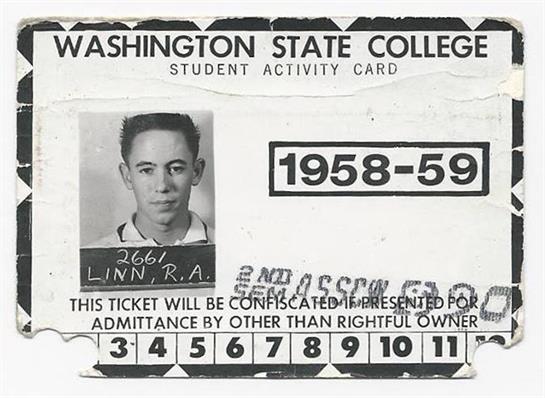 WASHINGTON STATE COLLEGE
STUDENT ACTIVITY CARD
1958-59
2661
LINN, R.A.
2ND
SEM. ASSCW
THIS TICKET WILL BE CONFISCATED IF PRESENTED FOR
ADMITTANCE BY OTHER THAN RIGHTFUL OWNER
3 4 5 6 7 8 9 10 11